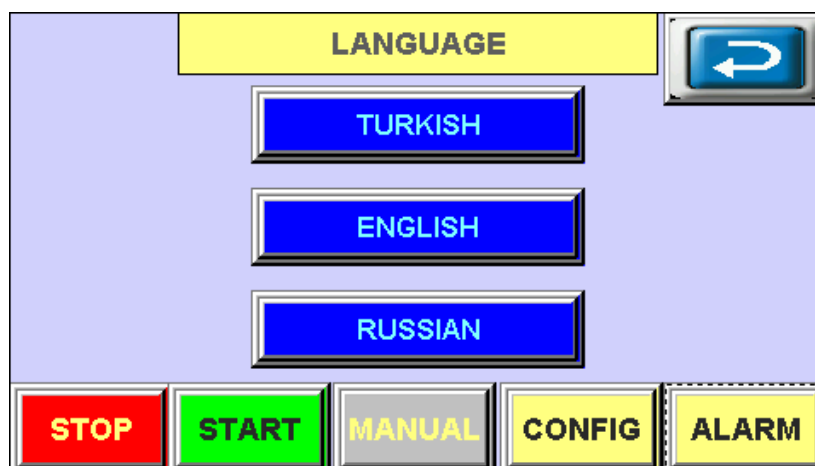 LANGUAGE
TURKISH
ENGLISH
RUSSIAN
STOP START MANUAL CONFIG ALARM